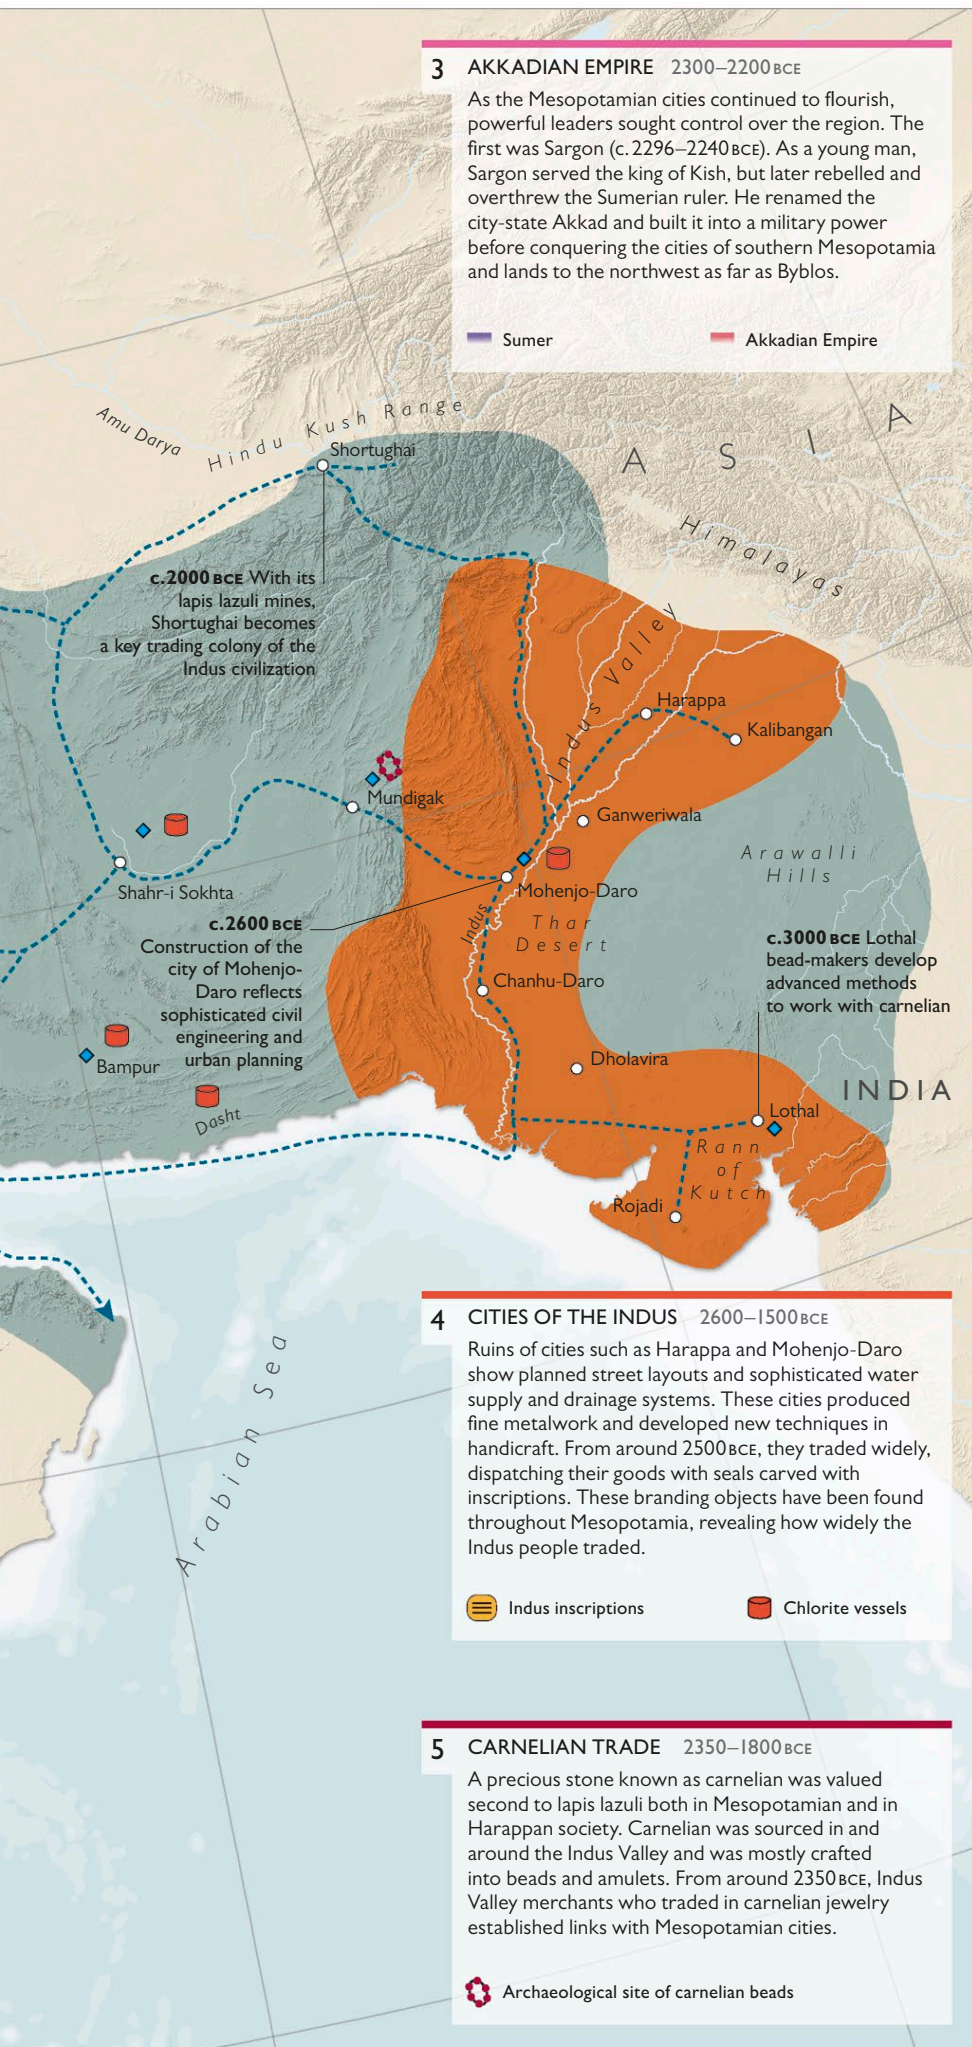 3 AKKADIAN EMPIRE 2300–2200 BCE
As the Mesopotamian cities continued to flourish,
powerful leaders sought control over the region. The
first was Sargon (c. 2296–2240 BCE). As a young man,
Sargon served the king of Kish, but later rebelled and
overthrew the Sumerian ruler. He renamed the
city-state Akkad and built it into a military power
before conquering the cities of southern Mesopotamia
and lands to the northwest as far as Byblos.
Sumer
Akkadian Empire
Amu Darya
Hindu Kush Range
ASIA
Shortughai
Himalayas
c.2000 BCE With its
lapis lazuli mines,
Shortughai becomes
a key trading colony of the
Indus civilization
Indus Valley
Harappa
Kalibangan
Mundigak
Ganweriwala
Arawalli
Hills
Shahr-i Sokhta
Mohenjo-Daro
Indus
Thar
Desert
c.2600 BCE
Construction of the
city of Mohenjo-
Daro reflects
sophisticated civil
engineering and
urban planning
c.3000 BCE Lothal
bead-makers develop
advanced methods
to work with carnelian
Chanhu-Daro
Bampur
Dholavira
INDIA
Dasht
Lothal
Rann
of
Kutch
Rojadi
Arabian Sea
4 CITIES OF THE INDUS 2600–1500 BCE
Ruins of cities such as Harappa and Mohenjo-Daro
show planned street layouts and sophisticated water
supply and drainage systems. These cities produced
fine metalwork and developed new techniques in
handicraft. From around 2500 BCE, they traded widely,
dispatching their goods with seals carved with
inscriptions. These branding objects have been found
throughout Mesopotamia, revealing how widely the
Indus people traded.
Indus inscriptions
Chlorite vessels
5 CARNELIAN TRADE 2350–1800 BCE
A precious stone known as carnelian was valued
second to lapis lazuli both in Mesopotamian and in
Harappan society. Carnelian was sourced in and
around the Indus Valley and was mostly crafted
into beads and amulets. From around 2350 BCE, Indus
Valley merchants who traded in carnelian jewelry
established links with Mesopotamian cities.
Archaeological site of carnelian beads